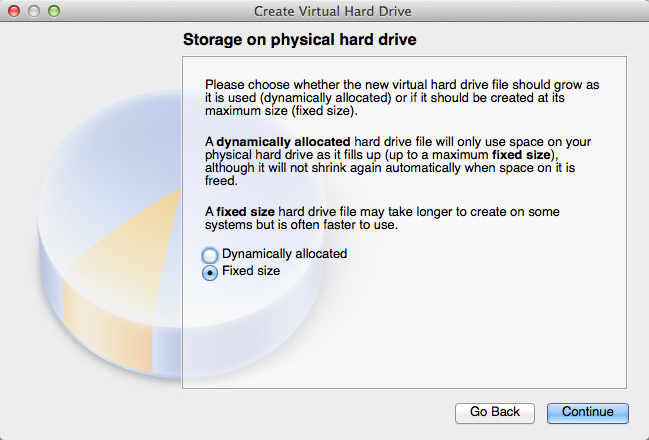 Create Virtual Hard Drive
Storage on physical hard drive
Please choose whether the new virtual hard drive file should grow as
it is used (dynamically allocated) or if it should be created at its
maximum size (fixed size).
A dynamically allocated hard drive file will only use space on your
physical hard drive as it fills up (up to a maximum fixed size),
although it will not shrink again automatically when space on it is
freed.
A fixed size hard drive file may take longer to create on some
systems but is often faster to use.
Dynamically allocated
Fixed size
Go Back
Continue